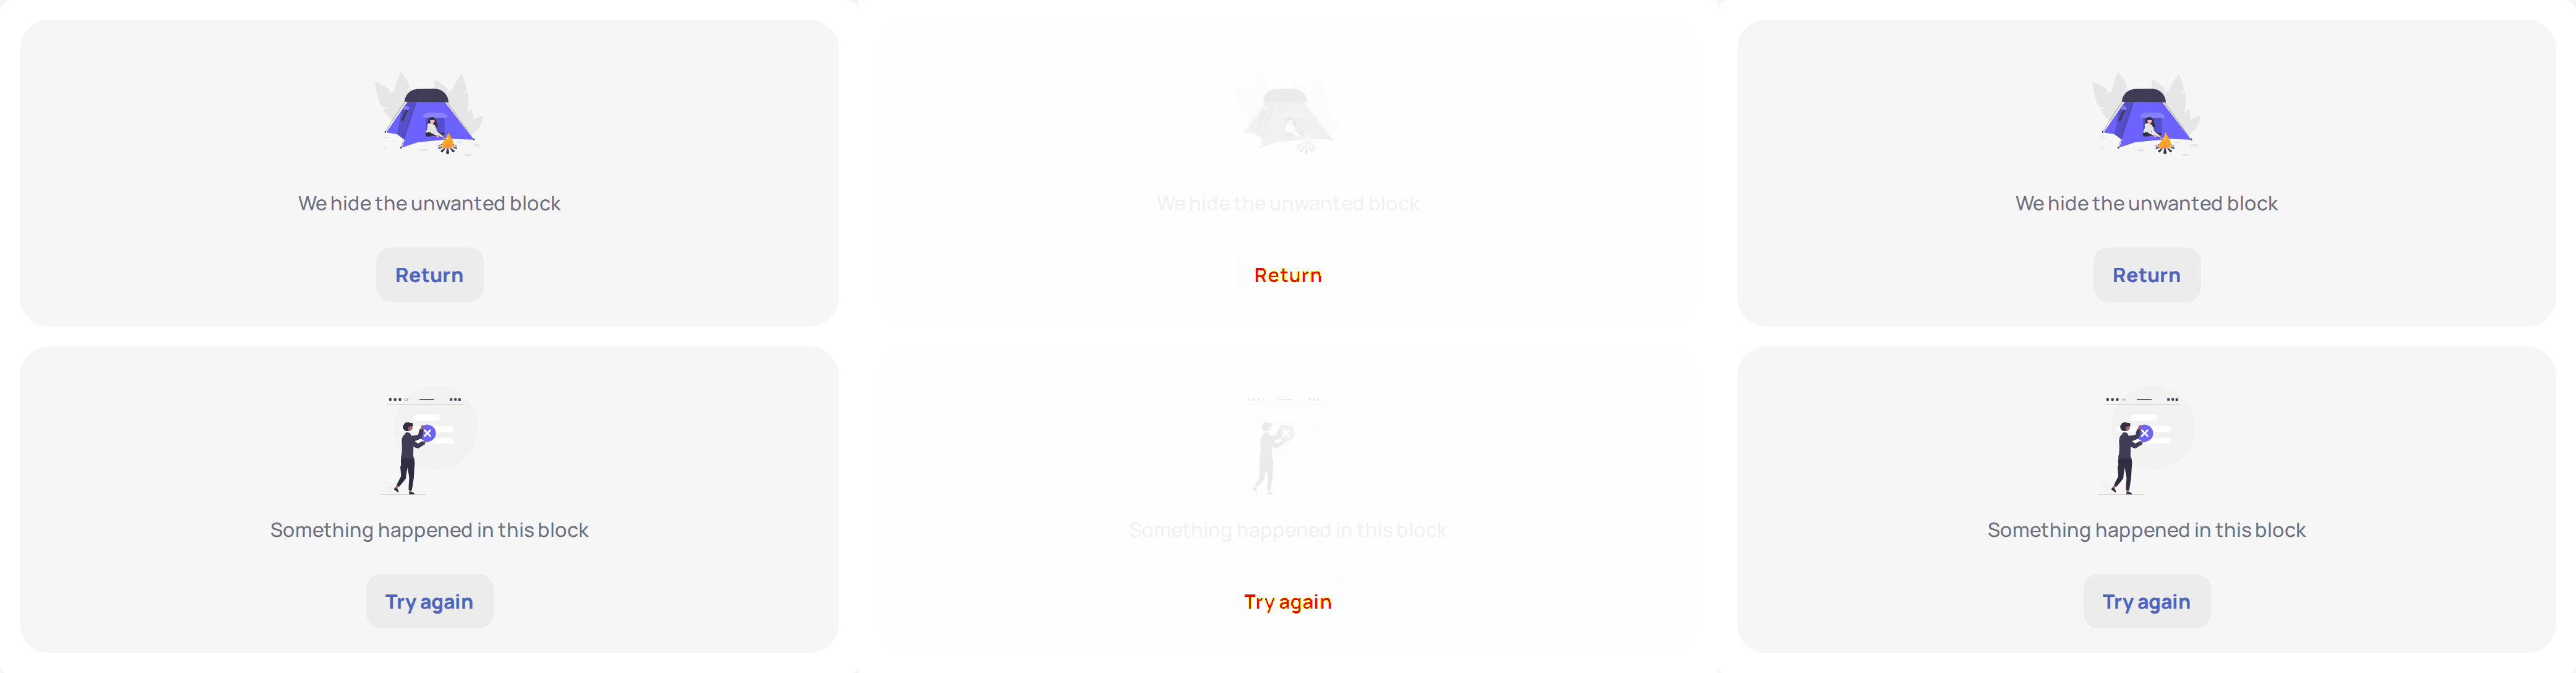 We hide the unwanted block
Return
Something happened in this block
Try again
We hide the unwanted block
Return
Something happened in this block
Try again
We hide the unwanted block
Return
Something happened in this block
Try again